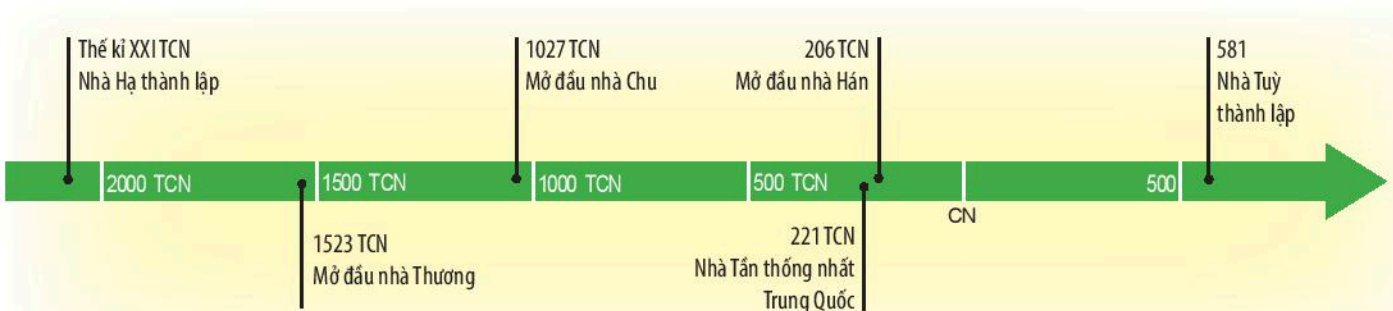 Thế kỉ XXI TCN
Nhà Hạ thành lập
1027 TCN
Mở đầu nhà Chu
206 TCN
Mở đầu nhà Hán
581
Nhà Tuỳ
thành lập
2000 TCN
1500 TCN
1000 TCN
500 TCN
500
CN
1523 TCN
Mở đầu nhà Thương
221 TCN
Nhà Tần thống nhất
Trung Quốc